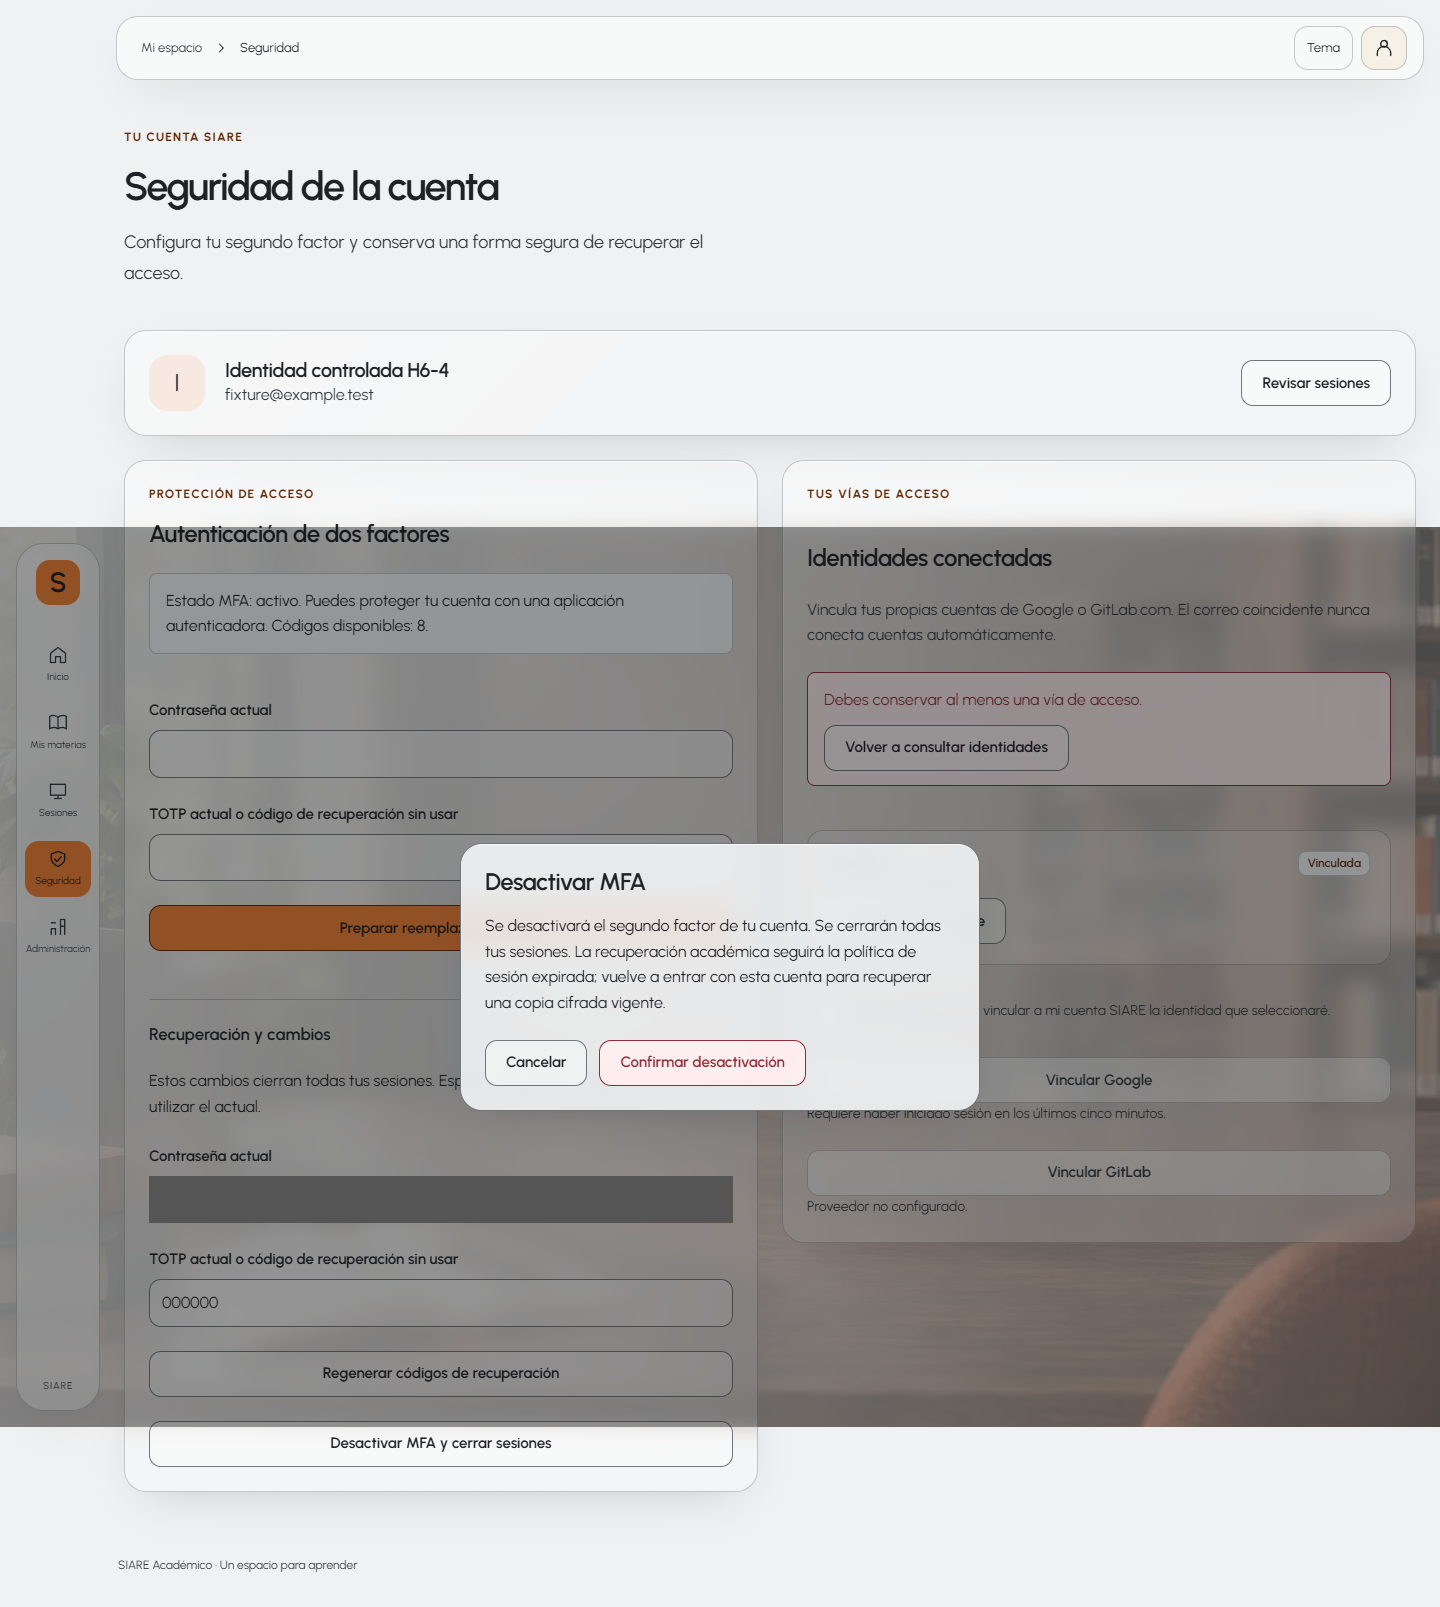 Mi espacio > Seguridad
Tema
TU CUENTA SIARE
Seguridad de la cuenta
Configura tu segundo factor y conserva una forma segura de recuperar el
acceso.
I
Identidad controlada H6-4
fixture@example.test
Revisar sesiones
S
Inicio
Mis materias
Sesiones
Seguridad
Administración
SIARE
PROTECCIÓN DE ACCESO
Autenticación de dos factores
Estado MFA: activo. Puedes proteger tu cuenta con una aplicación
autenticadora. Códigos disponibles: 8.
Contraseña actual
TOTP actual o código de recuperación sin usar
Preparar
Recuperación y cambios
Estos cambios cierran todas tus sesiones.
utilizar el actual.
Contraseña actual
TOTP actual o código de recuperación sin usar
000000
Regenerar códigos de recuperación
Desactivar MFA y cerrar sesiones
TUS VÍAS DE ACCESO
Identidades conectadas
Vincula tus propias cuentas de Google o GitLab.com. El correo coincidente nunca
conecta cuentas automáticamente.
Debes conservar al menos una vía de acceso.
Volver a consultar identidades
Vinculada
vincular a mi cuenta SIARE la identidad que seleccionaré.
Vincular Google
Requiere haber iniciado sesión en los últimos cinco minutos.
Vincular GitLab
Proveedor no configurado.
Desactivar MFA
Se desactivará el segundo factor de tu cuenta. Se cerrarán todas
tus sesiones. La recuperación académica seguirá la política de
sesión expirada; vuelve a entrar con esta cuenta para recuperar
una copia cifrada vigente.
Cancelar
Confirmar desactivación
SIARE Académico · Un espacio para aprender